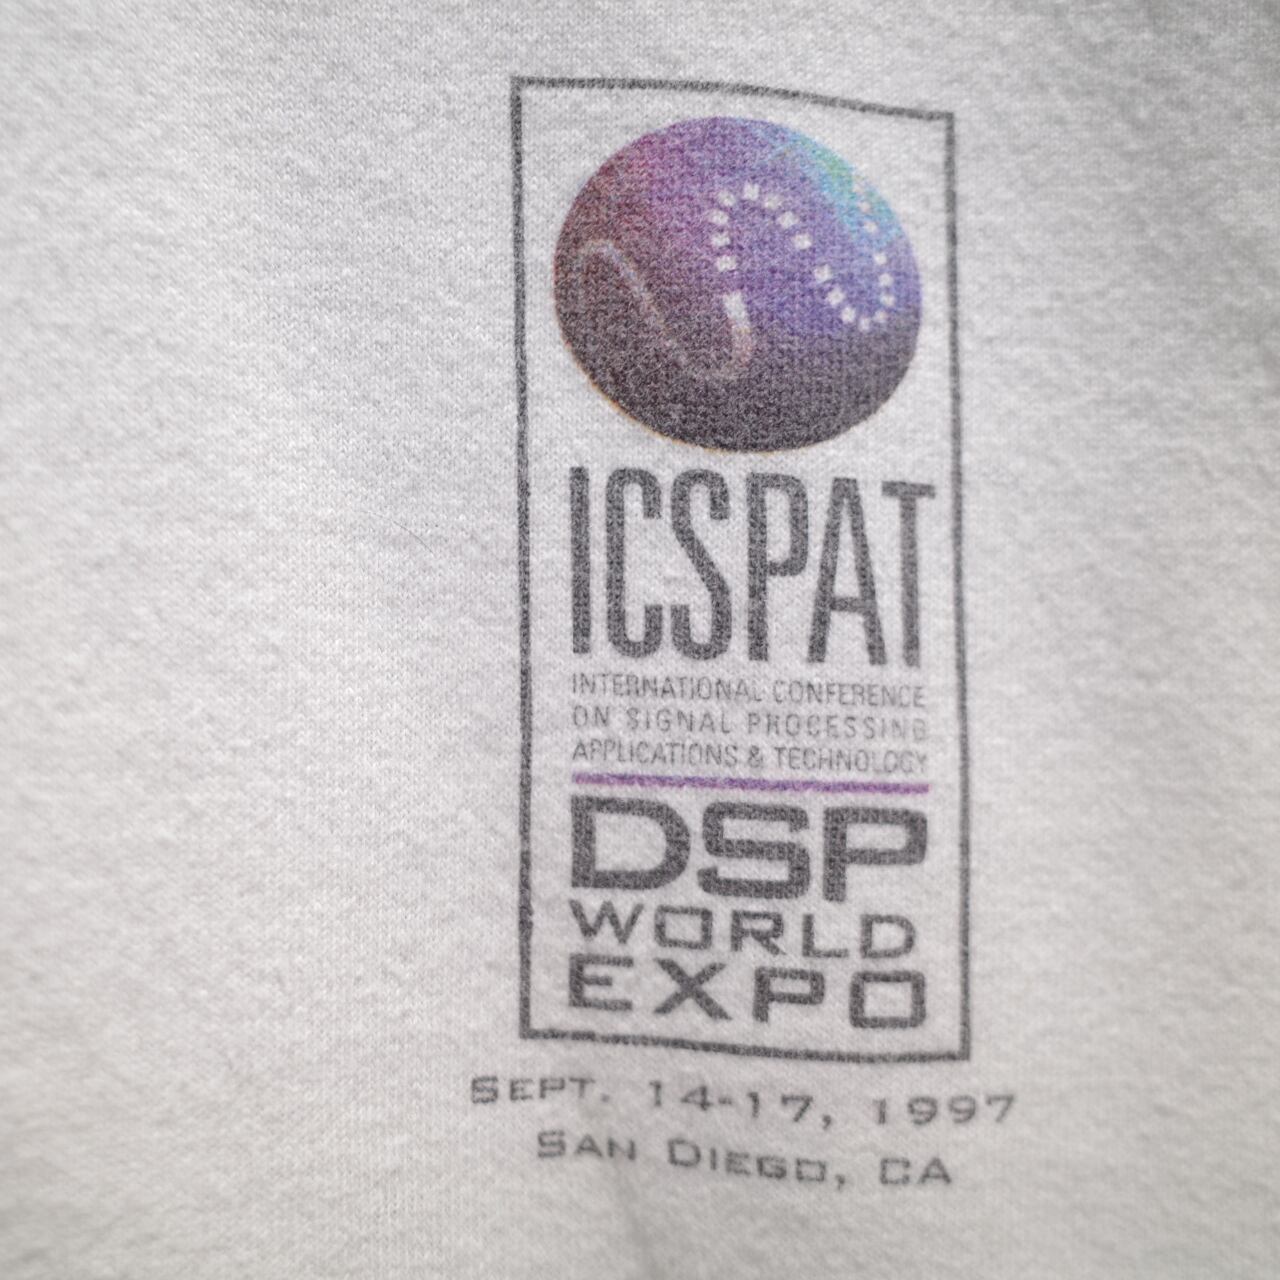 ICSPAT
INTERNATIONAL CONFERENCE
ON SIGNAL PROCESSING
APPLICATIONS & TECHNOLOGY
DSP
WORLD
EXPO
SEPT. 14-17, 1997
SAN DIEGO, CA